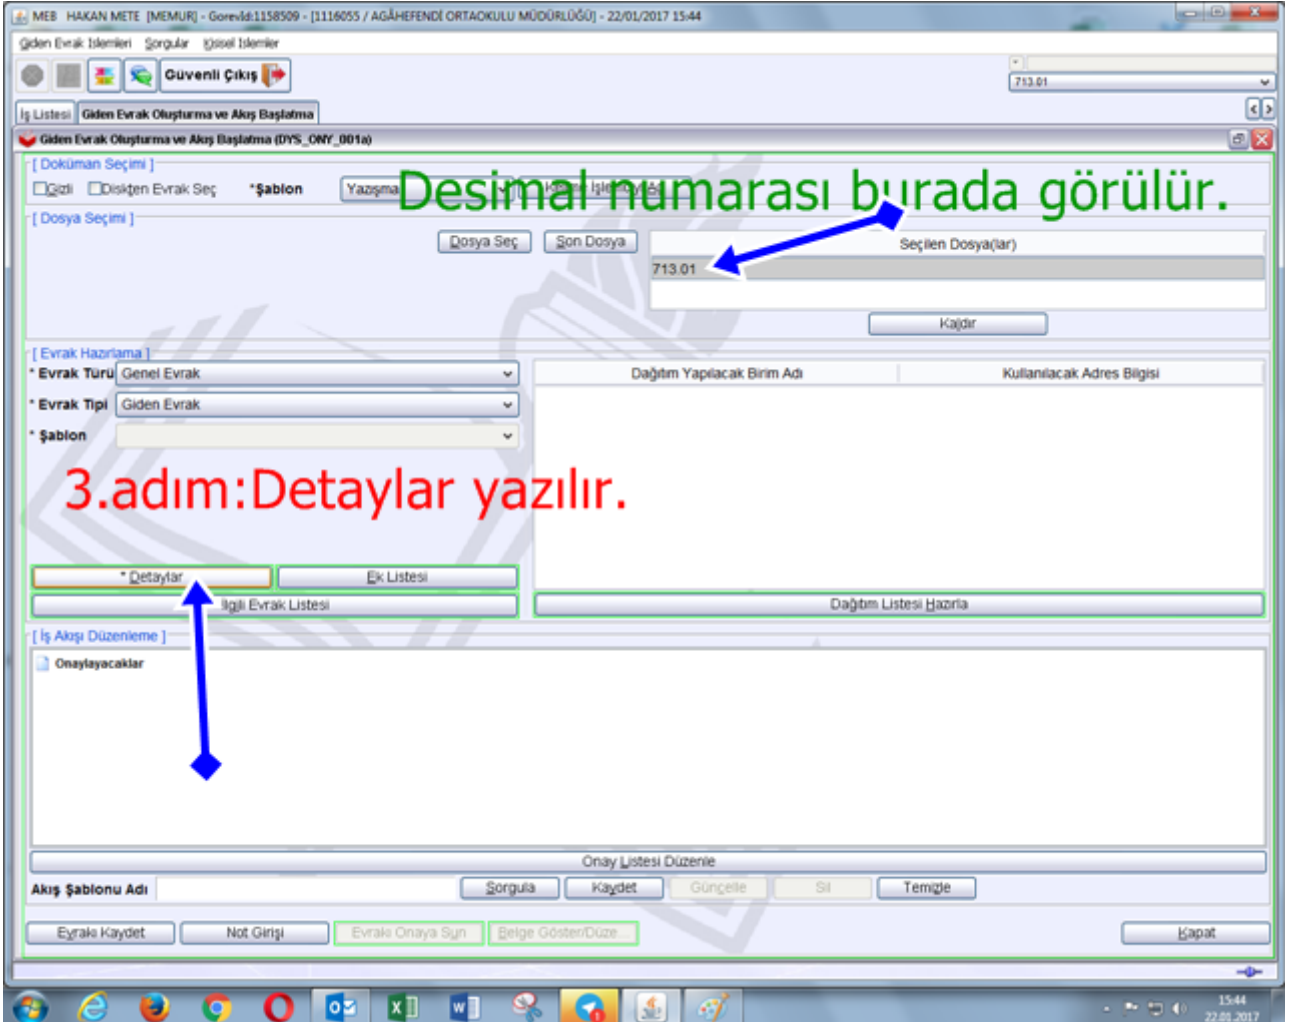 MEB HAKAN METE [MEMUR] - GorevId:1158509 - [1116055 / AGÂHEFENDİ ORTAOKULU MÜDÜRLÜĞÜ] - 22/01/2017 15:44
Giden Evrak İşlemleri Sorgular Kişisel İşlemler
Güvenli Çıkış
713.01
İş Listesi Giden Evrak Oluşturma ve Akış Başlatma
Giden Evrak Oluşturma ve Akış Başlatma (DYS_ONY_001a)
[ Doküman Seçimi ]
Gizli Diskten Evrak Seç *Şablon Yazışma
Desimal numarası burada görülür.
[ Dosya Seçimi ]
Dosya Seç Son Dosya Seçilen Dosya(lar)
713.01
Kaldır
[ Evrak Hazırlama ]
* Evrak Türü Genel Evrak Dağıtım Yapılacak Birim Adı Kullanılacak Adres Bilgisi
* Evrak Tipi Giden Evrak
* Şablon
3.adım:Detaylar yazılır.
* Detaylar Ek Listesi
İlgili Evrak Listesi Dağıtım Listesi Hazırla
[ İş Akışı Düzenleme ]
Onaylayacaklar
Onay Listesi Düzenle
Akış Şablonu Adı Sorgula Kaydet Güncelle Sil Temizle
Evrakı Kaydet Not Girişi Evrakı Onaya Sun Belge Göster/Düze... Kapat
15:44
22.01.2017